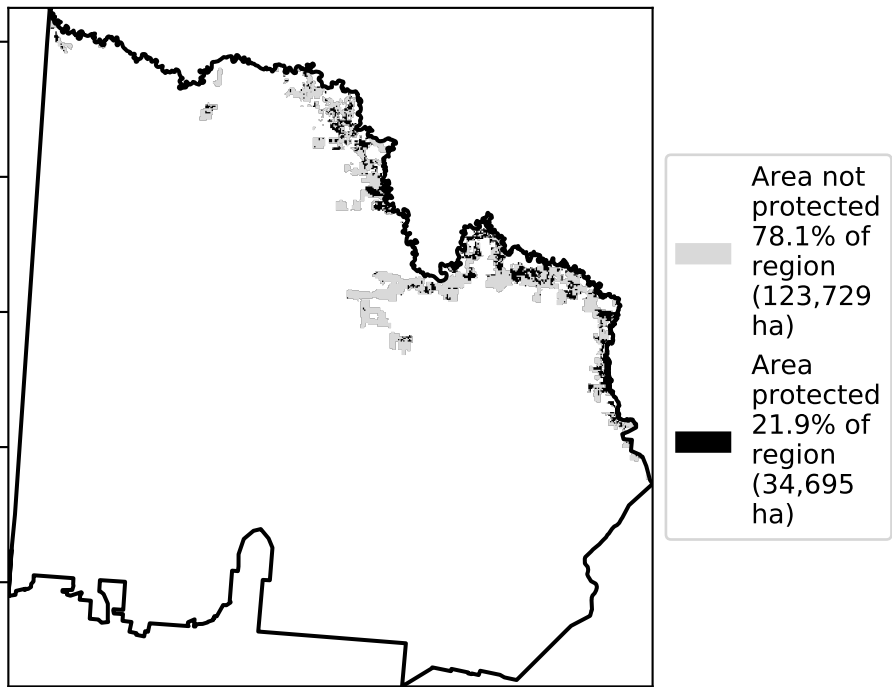 Area not
protected
78.1% of
region
(123,729
ha)
Area
protected
21.9% of
region
(34,695
ha)